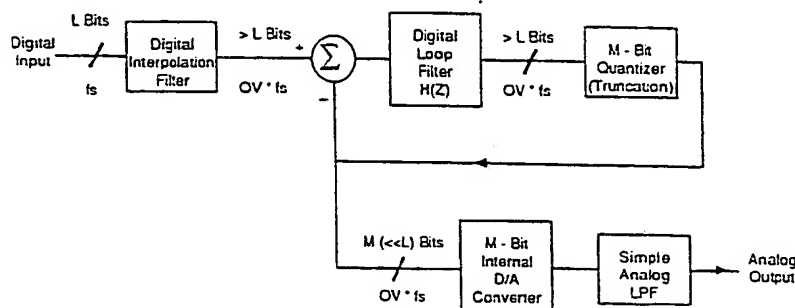 L Bits
Digital
Input
fs
Digital
Interpolation
Filter
> L Bits
OV * fs
+
Σ
−
Digital
Loop
Filter
H(Z)
> L Bits
OV * fs
M - Bit
Quantizer
(Truncation)
M (<<L) Bits
OV * fs
M - Bit
Internal
D/A
Converter
Simple
Analog
LPF
Analog
Output